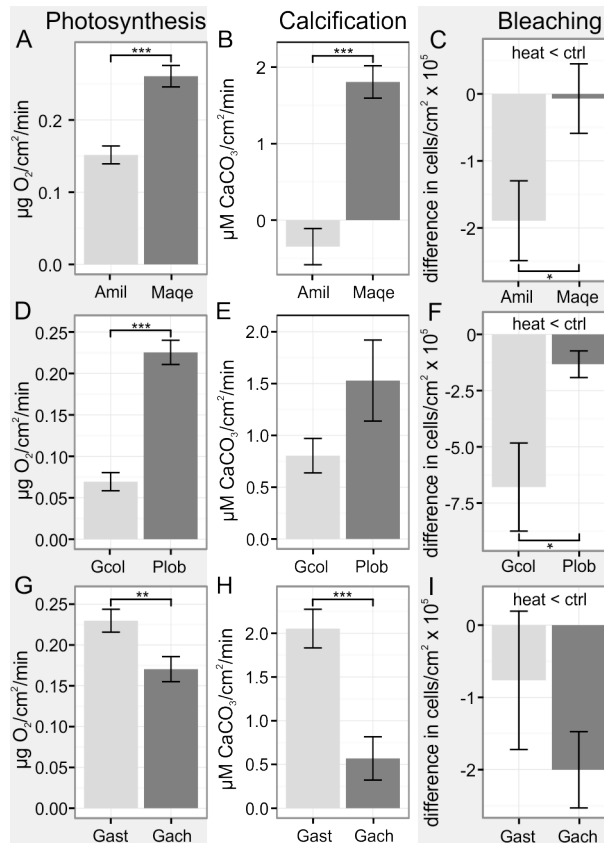 Photosynthesis
Calcification
Bleaching
A
***
µg O₂/cm²/min
0.2
0.1
0.0
Amil
Maqe
B
***
µM CaCO₃/cm²/min
2
1
0
Amil
Maqe
C
heat < ctrl
difference in cells/cm² x 10⁵
0
-1
-2
*
Amil
Maqe
D
***
µg O₂/cm²/min
0.25
0.20
0.15
0.10
0.05
0.00
Gcol
Plob
E
µM CaCO₃/cm²/min
2.0
1.5
1.0
0.5
0.0
Gcol
Plob
F
heat < ctrl
difference in cells/cm² x 10⁵
0
-2.5
-5.0
-7.5
*
Gcol
Plob
G
**
µg O₂/cm²/min
0.25
0.20
0.15
0.10
0.05
0.00
Gast
Gach
H
***
µM CaCO₃/cm²/min
2.0
1.5
1.0
0.5
0.0
Gast
Gach
I
heat < ctrl
difference in cells/cm² x 10⁵
0
-1
-2
Gast
Gach